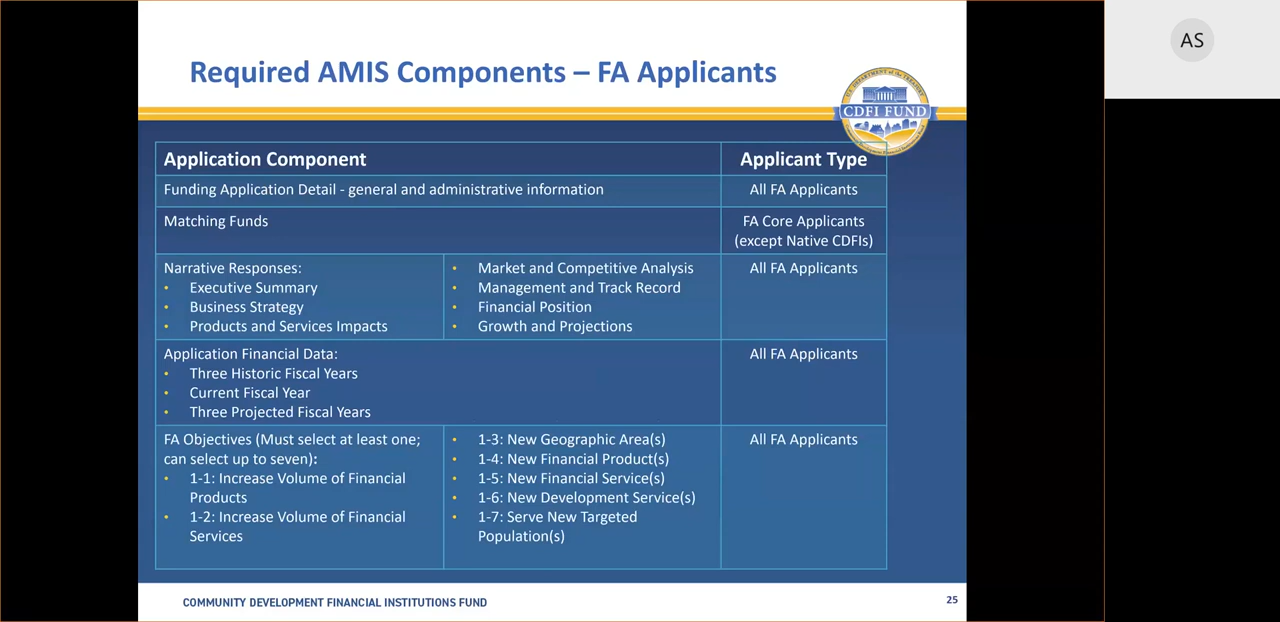 Required AMIS Components – FA Applicants
AS
CDFI FUND
Application Component
Applicant Type
Funding Application Detail - general and administrative information
All FA Applicants
Matching Funds
FA Core Applicants
(except Native CDFIs)
Narrative Responses:
• Executive Summary
• Business Strategy
• Products and Services Impacts
• Market and Competitive Analysis
• Management and Track Record
• Financial Position
• Growth and Projections
All FA Applicants
Application Financial Data:
• Three Historic Fiscal Years
• Current Fiscal Year
• Three Projected Fiscal Years
All FA Applicants
FA Objectives (Must select at least one;
can select up to seven):
• 1-1: Increase Volume of Financial
Products
• 1-2: Increase Volume of Financial
Services
• 1-3: New Geographic Area(s)
• 1-4: New Financial Product(s)
• 1-5: New Financial Service(s)
• 1-6: New Development Service(s)
• 1-7: Serve New Targeted
Population(s)
All FA Applicants
COMMUNITY DEVELOPMENT FINANCIAL INSTITUTIONS FUND
25